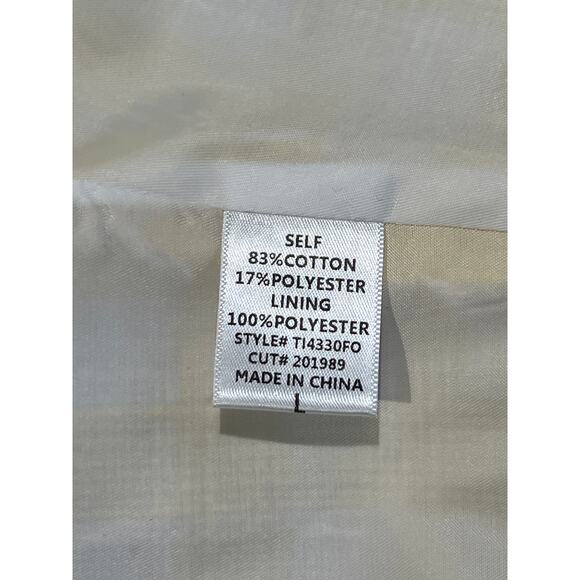 SELF
83%COTTON
17%POLYESTER
LINING
100%POLYESTER
STYLE# TI4330FO
CUT# 201989
MADE IN CHINA
L